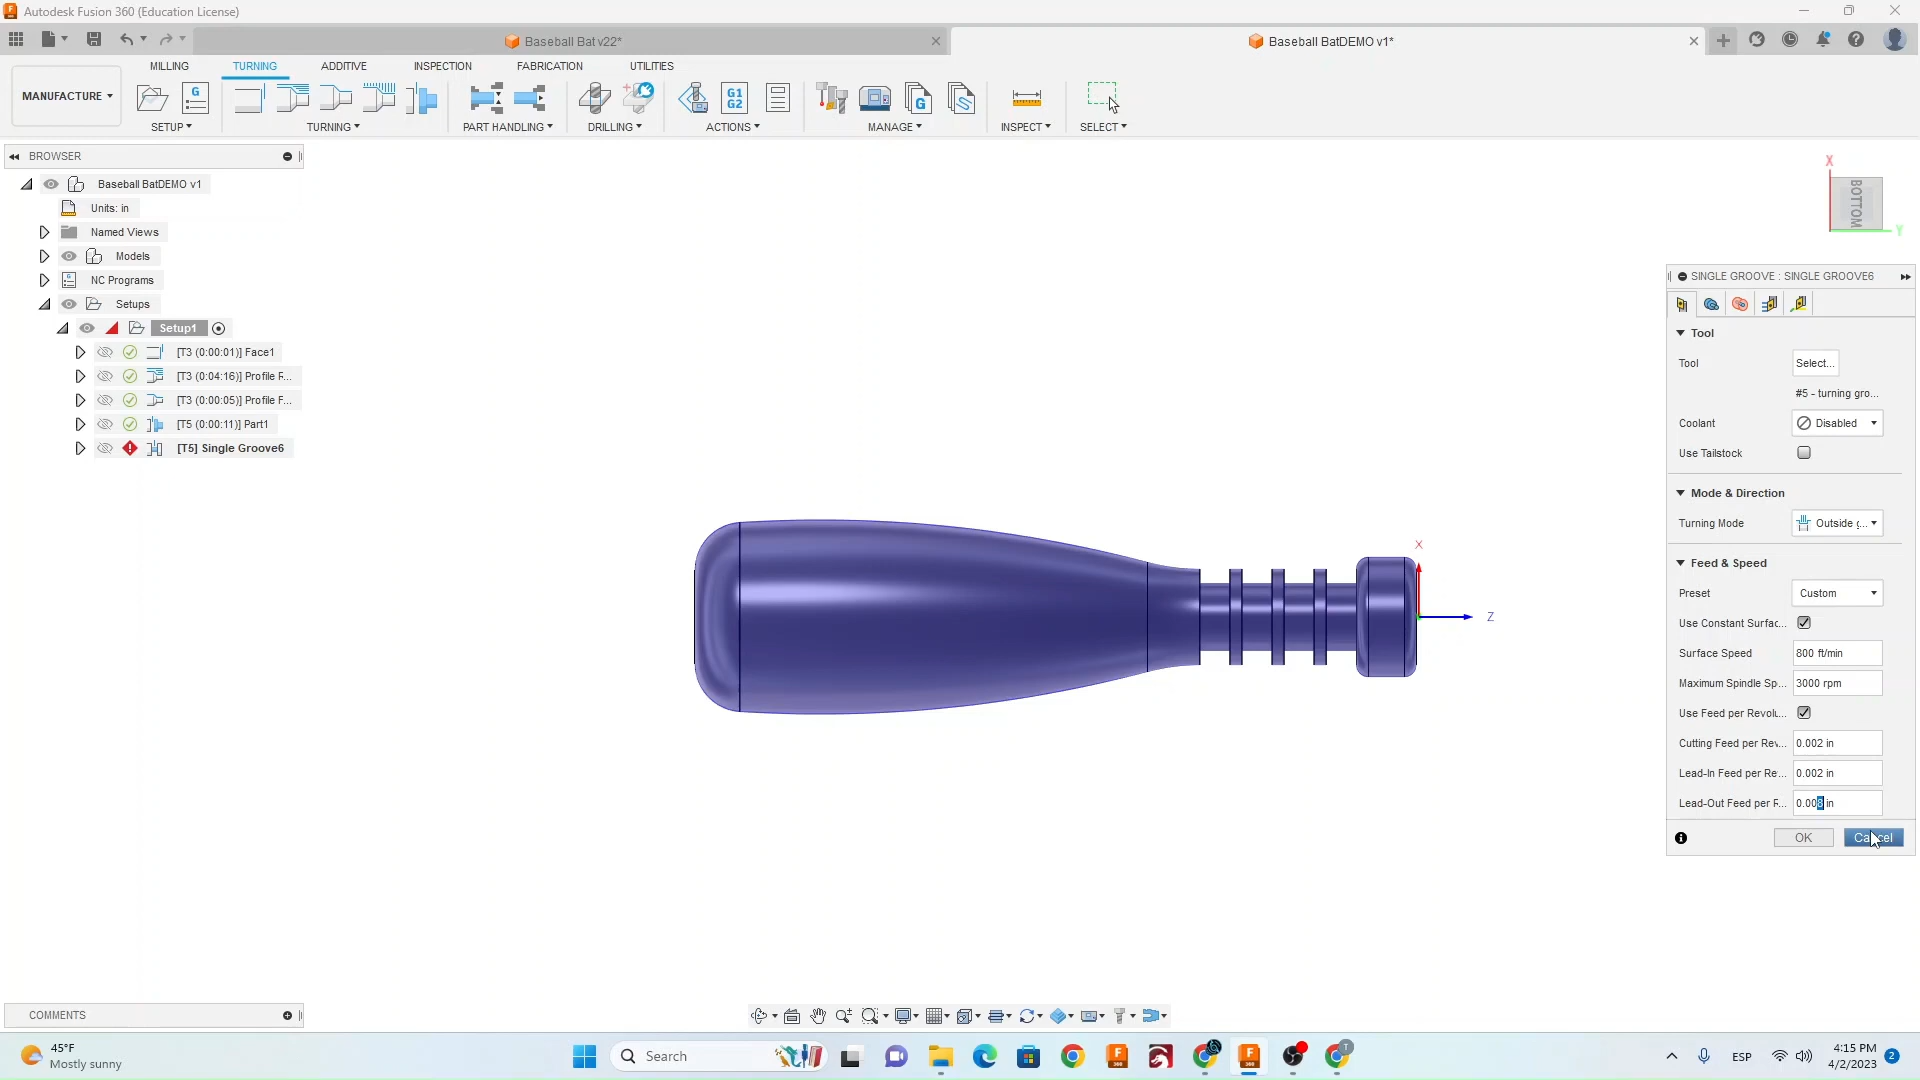 Autodesk Fusion 360 (Education License)
Baseball Bat v22*
Baseball BatDEMO v1*
MANUFACTURE
MILLING
TURNING
ADDITIVE
INSPECTION
FABRICATION
UTILITIES
G1
G2
SETUP
TURNING
PART HANDLING
DRILLING
ACTIONS
MANAGE
INSPECT
SELECT
BROWSER
Baseball BatDEMO v1
Units: in
Named Views
Models
NC Programs
Setups
Setup1
[T3 (0:00:01)] Face1
[T3 (0:04:16)] Profile R...
[T3 (0:00:05)] Profile F...
[T5 (0:00:11)] Part1
[T5] Single Groove6
X
BOTTOM
Y
X
Z
SINGLE GROOVE : SINGLE GROOVE6
Tool
Tool Select...
#5 - turning gro...
Coolant Disabled
Use Tailstock
Mode & Direction
Turning Mode Outside g...
Feed & Speed
Preset Custom
Use Constant Surfac...
Surface Speed 800 ft/min
Maximum Spindle Sp... 3000 rpm
Use Feed per Revolu...
Cutting Feed per Rev... 0.002 in
Lead-In Feed per Re... 0.002 in
Lead-Out Feed per R... 0.008 in
OK
Cancel
COMMENTS
45°F
Mostly sunny
Search
ESP
4:15 PM
4/2/2023
2